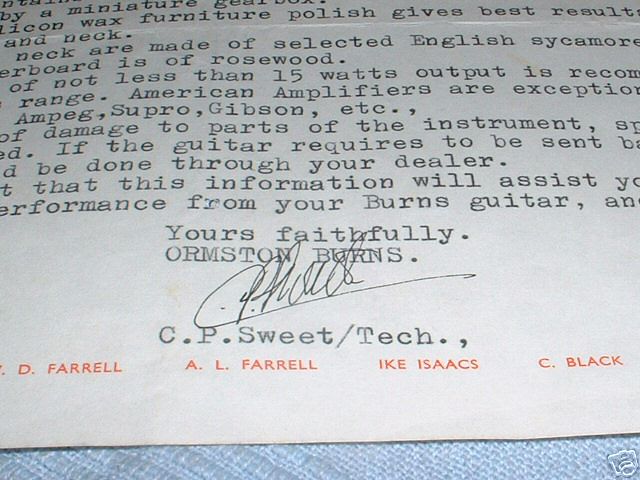 by a miniature gearbox.
licon wax furniture polish gives best result
and neck.
neck are made of selected English sycamore
erboard is of rosewood.
of not less than 15 watts output is recom
range. American Amplifiers are exception
Ampeg,Supro,Gibson, etc.,
of damage to parts of the instrument, sp
ed. If the guitar requires to be sent ba
d be done through your dealer.
t that this information will assist yo
erformance from your Burns guitar, and
Yours faithfully.
ORMSTON BURNS.
C.P.Sweet/Tech.,
. D. FARRELL A. L. FARRELL IKE ISAACS C. BLACK